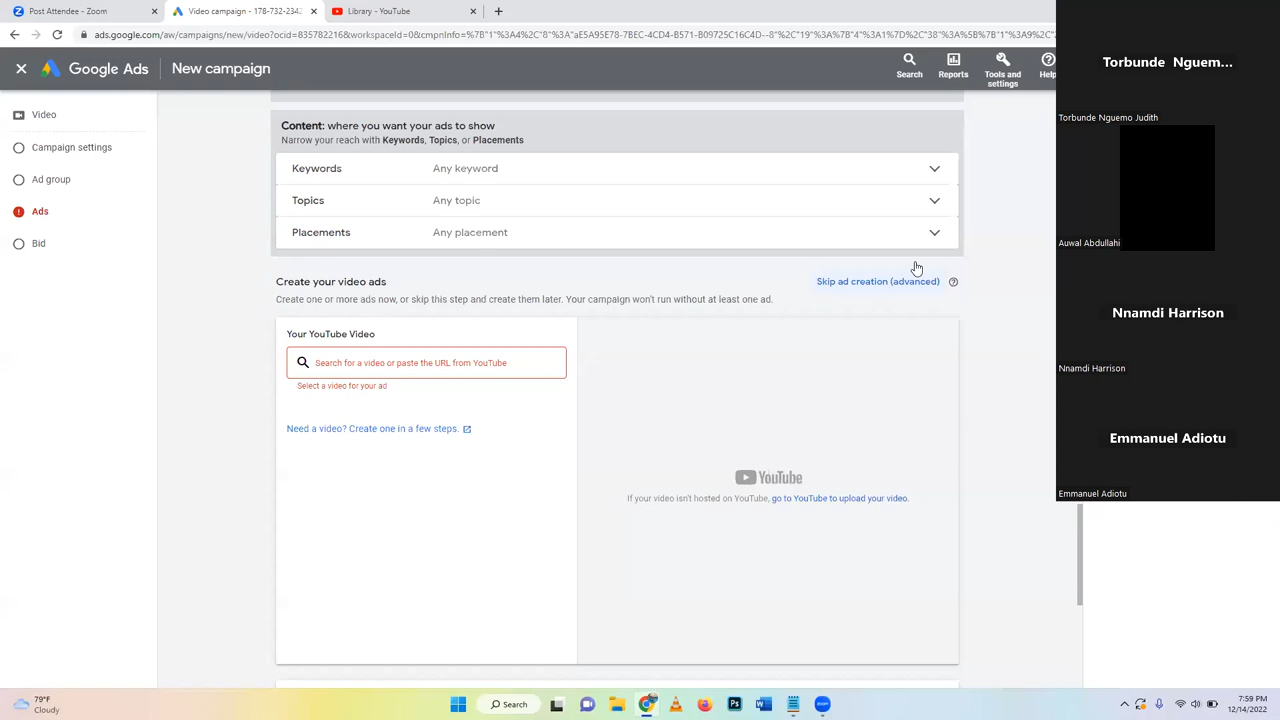 Post Attendee - Zoom
Video campaign - 178-732-234
Library - YouTube
ads.google.com/aw/campaigns/new/video?ocid=835782216&workspaceId=0&cmpnInfo=%7B"1"%3A4%2C"8"%3A"aE5A95E78-7BEC-4CD4-B571-B09725C16C4D--8"%2C"19"%3A%7B"4"%3A1%7D%2C"38"%3A%5B%7B"1"%3A9%2C"
Google Ads
New campaign
Search
Reports
Tools and settings
Help
Video
Campaign settings
Ad group
Ads
Bid
Content: where you want your ads to show
Narrow your reach with Keywords, Topics, or Placements
Keywords Any keyword
Topics Any topic
Placements Any placement
Create your video ads
Skip ad creation (advanced)
Create one or more ads now, or skip this step and create them later. Your campaign won't run without at least one ad.
Your YouTube Video
Search for a video or paste the URL from YouTube
Select a video for your ad
Need a video? Create one in a few steps.
YouTube
If your video isn't hosted on YouTube, go to YouTube to upload your video.
Torbunde Nguem...
Torbunde Nguemo Judith
Auwal Abdullahi
Nnamdi Harrison
Nnamdi Harrison
Emmanuel Adiotu
Emmanuel Adiotu
79°F
Cloudy
Search
7:59 PM
12/14/2022